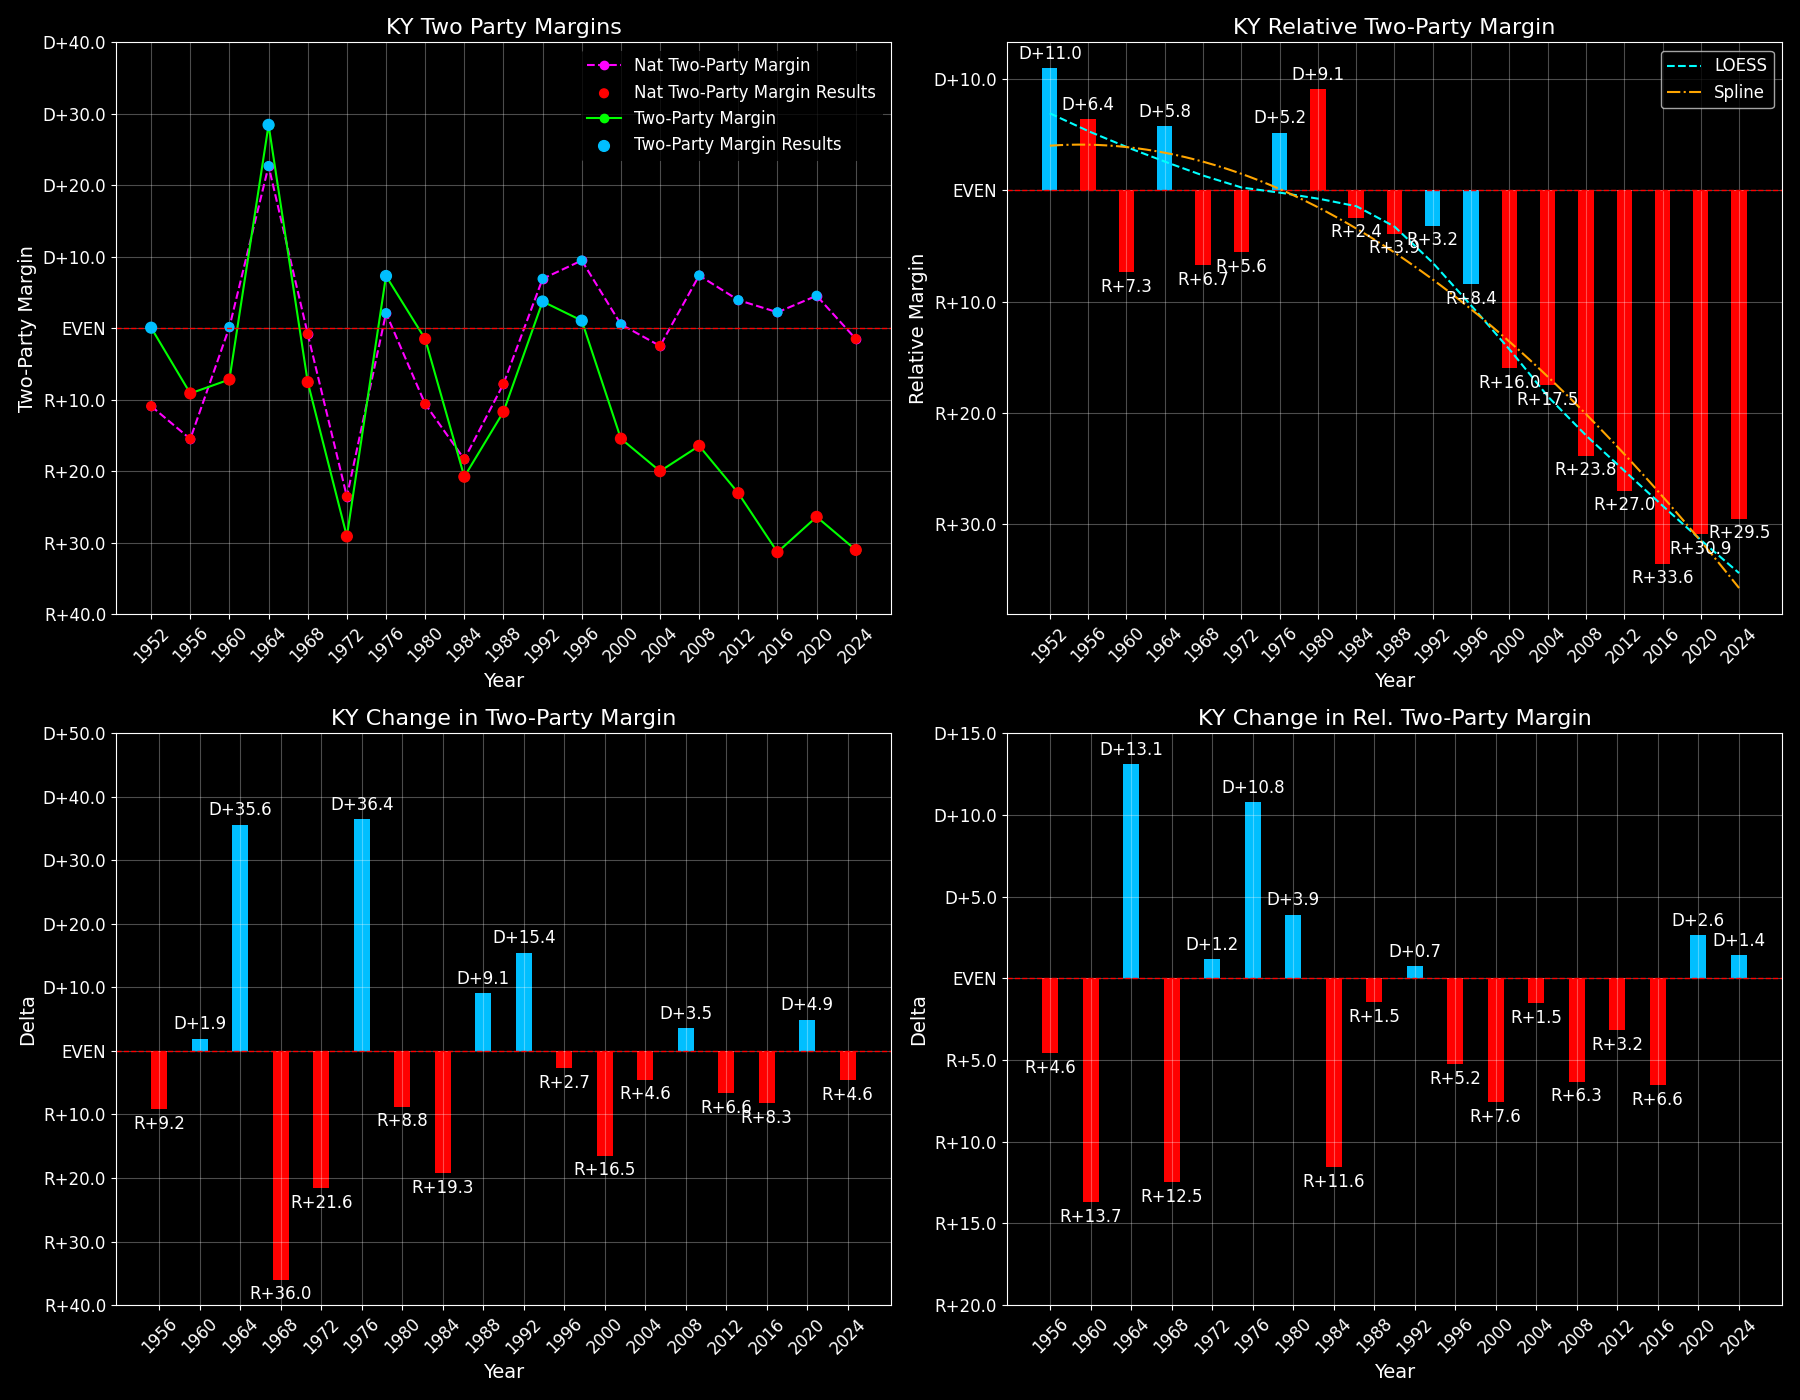 KY Two Party Margins
D+40.0
D+30.0
D+20.0
D+10.0
EVEN
R+10.0
R+20.0
R+30.0
R+40.0
Two-Party Margin
Nat Two-Party Margin
Nat Two-Party Margin Results
Two-Party Margin
Two-Party Margin Results
1952 1956 1960 1964 1968 1972 1976 1980 1984 1988 1992 1996 2000 2004 2008 2012 2016 2020 2024
Year
KY Relative Two-Party Margin
D+10.0
EVEN
R+10.0
R+20.0
R+30.0
Relative Margin
LOESS
Spline
D+11.0
D+6.4
R+7.3
D+5.8
R+6.7
R+5.6
D+5.2
D+9.1
R+2.4
R+3.9
R+3.2
R+8.4
R+16.0
R+17.5
R+23.8
R+27.0
R+33.6
R+30.9
R+29.5
1952 1956 1960 1964 1968 1972 1976 1980 1984 1988 1992 1996 2000 2004 2008 2012 2016 2020 2024
Year
KY Change in Two-Party Margin
D+50.0
D+40.0
D+30.0
D+20.0
D+10.0
EVEN
R+10.0
R+20.0
R+30.0
R+40.0
Delta
R+9.2
D+1.9
D+35.6
R+36.0
R+21.6
D+36.4
R+8.8
R+19.3
D+9.1
D+15.4
R+2.7
R+16.5
R+4.6
D+3.5
R+6.6
R+8.3
D+4.9
R+4.6
1956 1960 1964 1968 1972 1976 1980 1984 1988 1992 1996 2000 2004 2008 2012 2016 2020 2024
Year
KY Change in Rel. Two-Party Margin
D+15.0
D+10.0
D+5.0
EVEN
R+5.0
R+10.0
R+15.0
R+20.0
Delta
R+4.6
R+13.7
D+13.1
R+12.5
D+1.2
D+10.8
D+3.9
R+11.6
R+1.5
D+0.7
R+5.2
R+7.6
R+1.5
R+6.3
R+3.2
R+6.6
D+2.6
D+1.4
1956 1960 1964 1968 1972 1976 1980 1984 1988 1992 1996 2000 2004 2008 2012 2016 2020 2024
Year